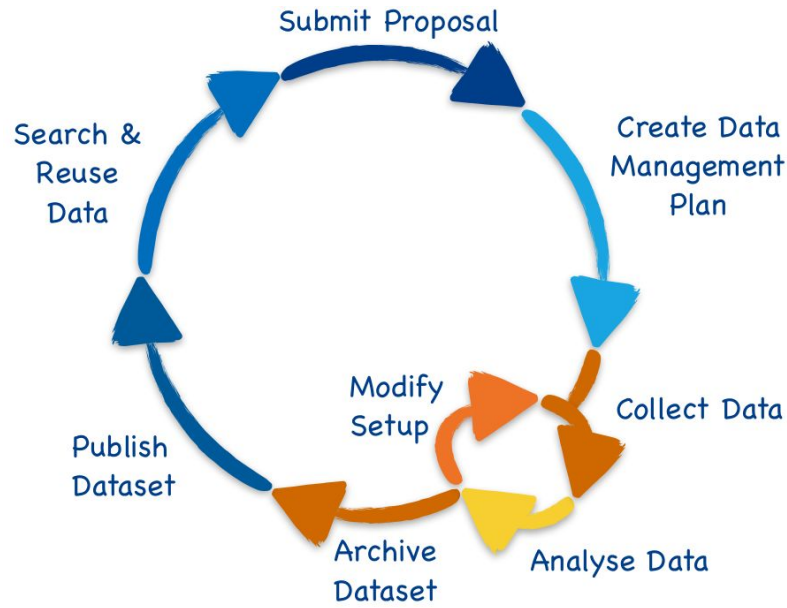 Submit Proposal
Create Data
Management
Plan
Collect Data
Analyse Data
Modify
Setup
Archive
Dataset
Publish
Dataset
Search &
Reuse
Data